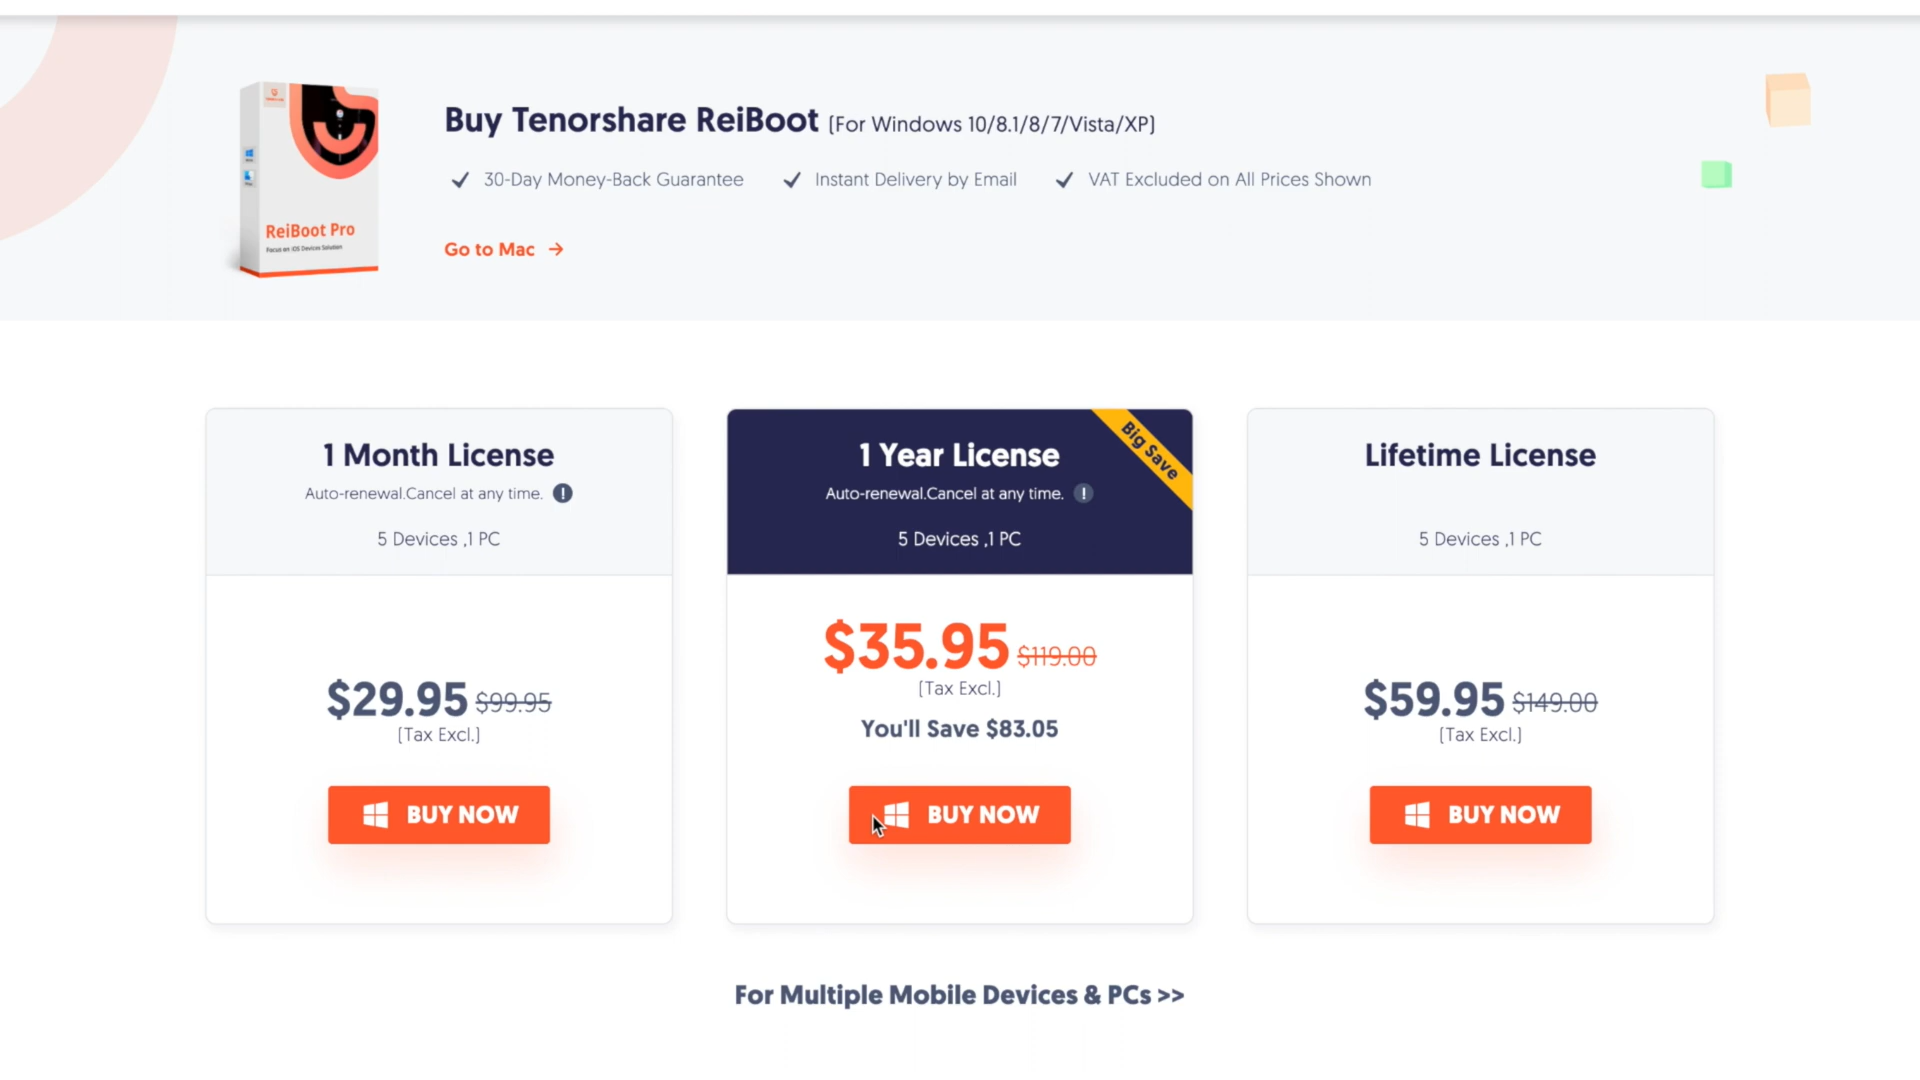 Buy Tenorshare ReiBoot (For Windows 10/8.1/8/7/Vista/XP)
30-Day Money-Back Guarantee
Instant Delivery by Email
VAT Excluded on All Prices Shown
Go to Mac →
ReiBoot Pro
Focus on iOS Devices Solution
1 Month License
Auto-renewal.Cancel at any time.
5 Devices ,1 PC
$29.95 $99.95
(Tax Excl.)
BUY NOW
Big Save
1 Year License
Auto-renewal.Cancel at any time.
5 Devices ,1 PC
$35.95 $119.00
(Tax Excl.)
You'll Save $83.05
BUY NOW
Lifetime License
5 Devices ,1 PC
$59.95 $149.00
(Tax Excl.)
BUY NOW
For Multiple Mobile Devices & PCs >>